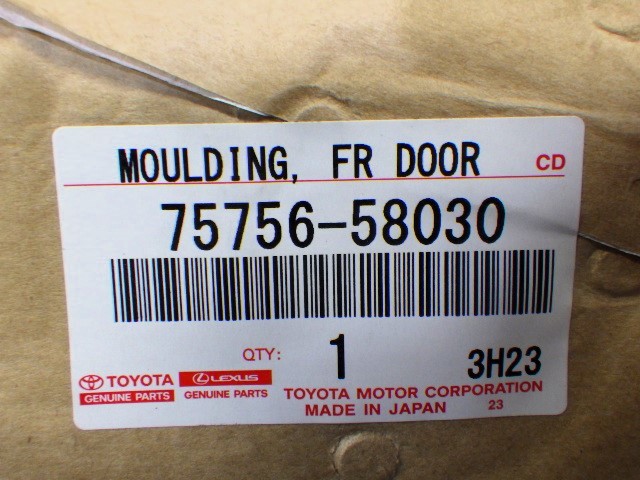 MOULDING, FR DOOR CD
75756-58030
QTY: 1 3H23
TOYOTA LEXUS
GENUINE PARTS GENUINE PARTS
TOYOTA MOTOR CORPORATION
MADE IN JAPAN 23